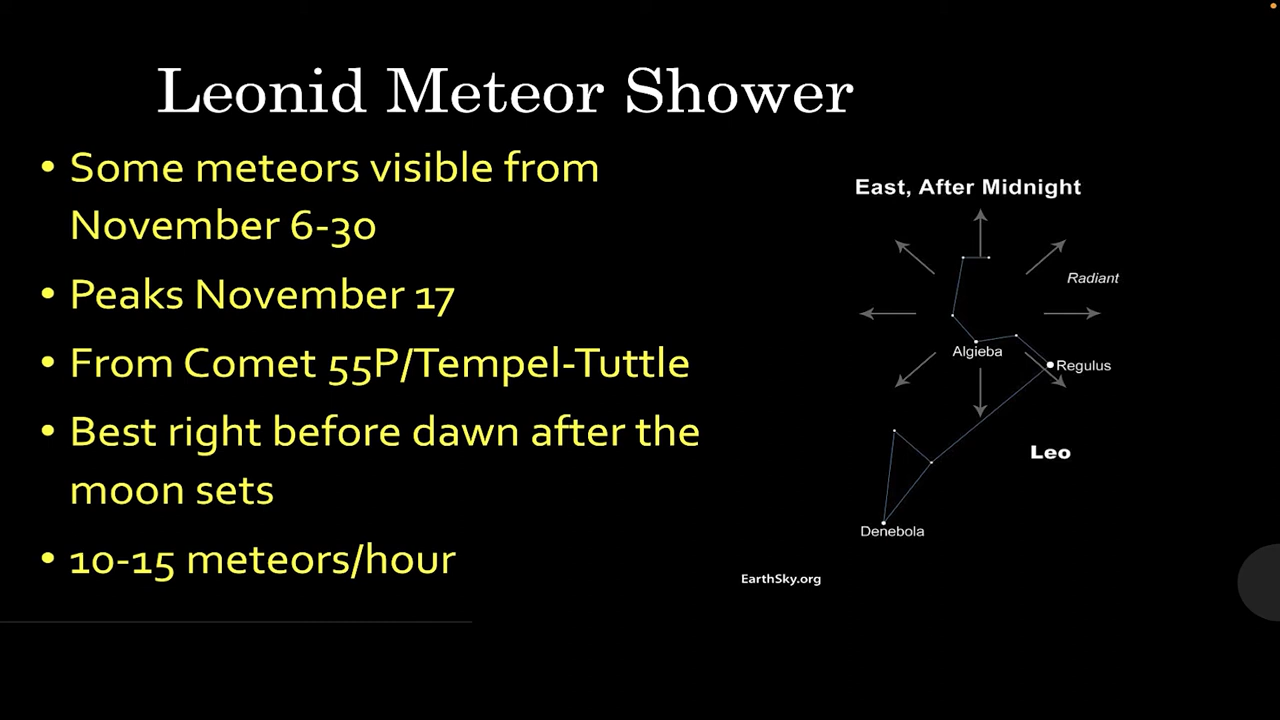 Leonid Meteor Shower
• Some meteors visible from
November 6-30
• Peaks November 17
• From Comet 55P/Tempel-Tuttle
• Best right before dawn after the
moon sets
• 10-15 meteors/hour
East, After Midnight
Radiant
Algieba
Regulus
Leo
Denebola
EarthSky.org